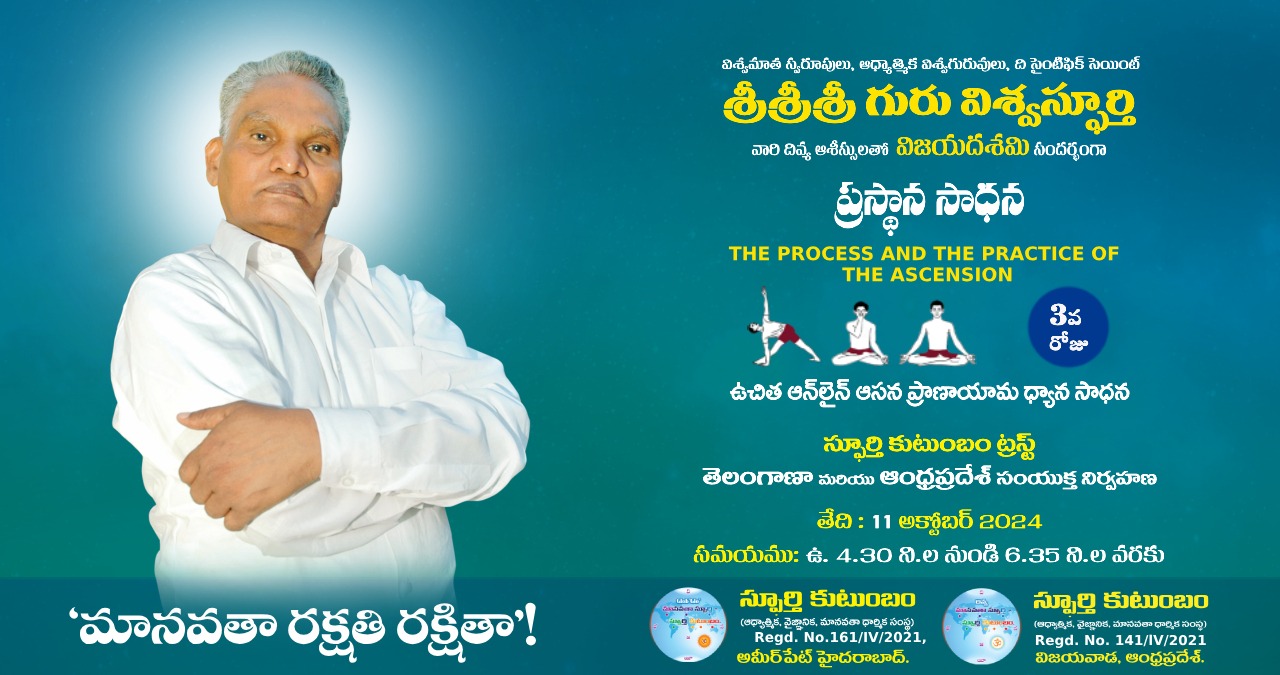 విశ్వమాత స్వరూపులు, ఆధ్యాత్మిక విశ్వగురువులు, ది సైంటిఫిక్ సెయింట్
శ్రీశ్రీశ్రీ గురు విశ్వస్ఫూర్తి
వారి దివ్య ఆశీస్సులతో విజయదశమి సందర్భంగా
ప్రస్థాన సాధన
THE PROCESS AND THE PRACTICE OF
THE ASCENSION
3వ
రోజు
ఉచిత ఆన్‌లైన్ ఆసన ప్రాణాయామ ధ్యాన సాధన
స్ఫూర్తి కుటుంబం ట్రస్ట్
తెలంగాణా మరియు ఆంధ్రప్రదేశ్ సంయుక్త నిర్వహణ
తేది : 11 అక్టోబర్ 2024
సమయము: ఉ. 4.30 ని.ల నుండి 6.35 ని.ల వరకు
‘మానవతా రక్షతి రక్షితా’!
స్ఫూర్తి కుటుంబం
(ఆధ్యాత్మిక, వైజ్ఞానిక, మానవతా ధార్మిక సంస్థ)
Regd. No.161/IV/2021,
అమీర్‌పేట్ హైదరాబాద్.
స్ఫూర్తి కుటుంబం
(ఆధ్యాత్మిక, వైజ్ఞానిక, మానవతా ధార్మిక సంస్థ)
Regd. No. 141/IV/2021
విజయవాడ, ఆంధ్రప్రదేశ్.